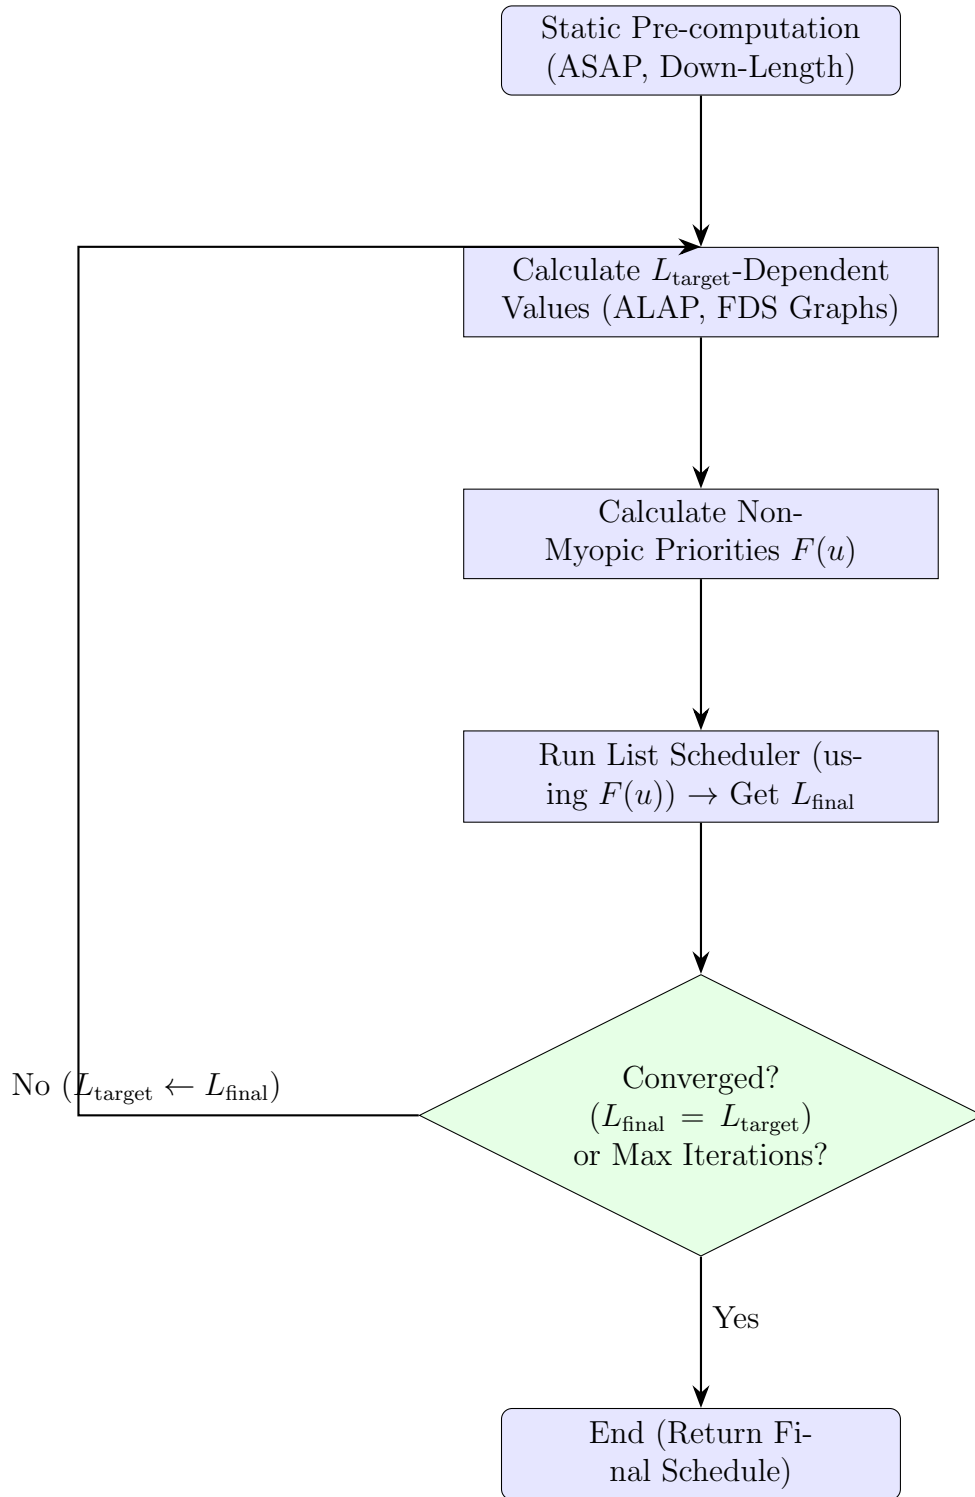 Static Pre-computation
(ASAP, Down-Length)
Calculate L_target-Dependent
Values (ALAP, FDS Graphs)
Calculate Non-
Myopic Priorities F(u)
Run List Scheduler (us-
ing F(u)) → Get L_final
Converged?
(L_final = L_target)
or Max Iterations?
No (L_target ← L_final)
Yes
End (Return Fi-
nal Schedule)